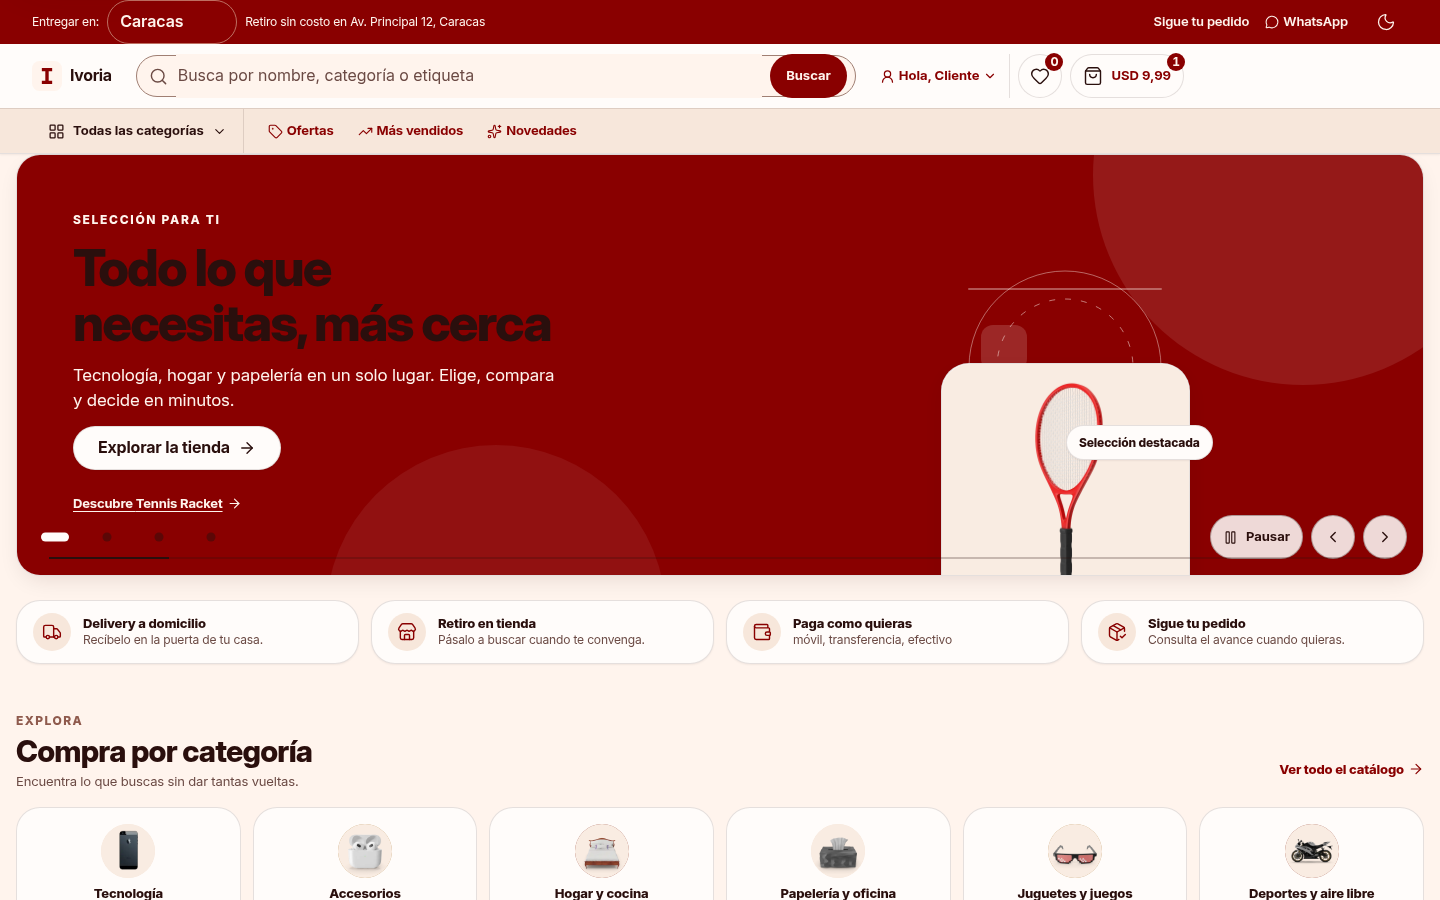 Entregar en: Caracas Retiro sin costo en Av. Principal 12, Caracas Sigue tu pedido WhatsApp
I Ivoria Busca por nombre, categoría o etiqueta Buscar Hola, Cliente 0 USD 9,99 1
Todas las categorías Ofertas Más vendidos Novedades
SELECCIÓN PARA TI
Todo lo que
necesitas, más cerca
Tecnología, hogar y papelería en un solo lugar. Elige, compara
y decide en minutos.
Explorar la tienda
Selección destacada
Descubre Tennis Racket
Pausar
Delivery a domicilio
Recíbelo en la puerta de tu casa.
Retiro en tienda
Pásalo a buscar cuando te convenga.
Paga como quieras
móvil, transferencia, efectivo
Sigue tu pedido
Consulta el avance cuando quieras.
EXPLORA
Compra por categoría
Encuentra lo que buscas sin dar tantas vueltas.
Ver todo el catálogo
Tecnología
Accesorios
Hogar y cocina
Papelería y oficina
Juguetes y juegos
Deportes y aire libre